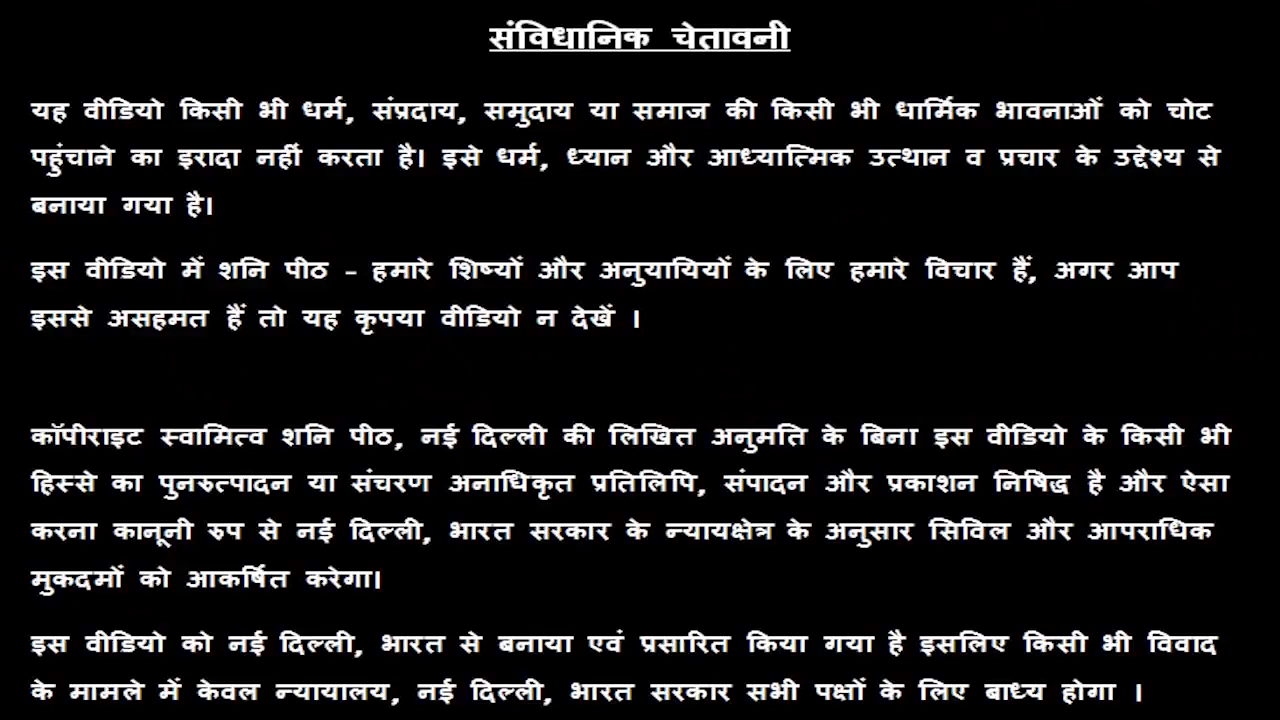 संविधानिक चेतावनी
यह वीडियो किसी भी धर्म, संप्रदाय, समुदाय या समाज की किसी भी धार्मिक भावनाओं को चोट
पहुंचाने का इरादा नहीं करता है। इसे धर्म, ध्यान और आध्यात्मिक उत्थान व प्रचार के उद्देश्य से
बनाया गया है।
इस वीडियो में शनि पीठ – हमारे शिष्यों और अनुयायियों के लिए हमारे विचार हैं, अगर आप
इससे असहमत हैं तो यह कृपया वीडियो न देखें ।
कॉपीराइट स्वामित्व शनि पीठ, नई दिल्ली की लिखित अनुमति के बिना इस वीडियो के किसी भी
हिस्से का पुनरुत्पादन या संचरण अनाधिकृत प्रतिलिपि, संपादन और प्रकाशन निषिद्ध है और ऐसा
करना कानूनी रुप से नई दिल्ली, भारत सरकार के न्यायक्षेत्र के अनुसार सिविल और आपराधिक
मुकदमों को आकर्षित करेगा।
इस वीडियो को नई दिल्ली, भारत से बनाया एवं प्रसारित किया गया है इसलिए किसी भी विवाद
के मामले में केवल न्यायालय, नई दिल्ली, भारत सरकार सभी पक्षों के लिए बाध्य होगा ।